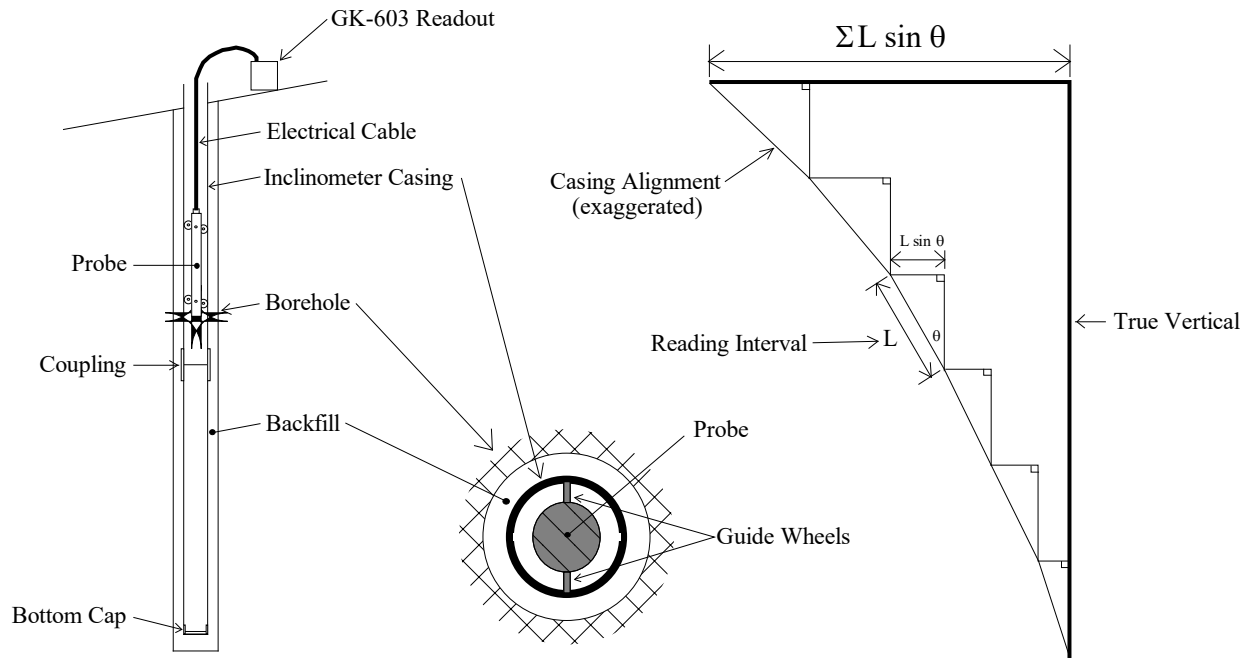 GK-603 Readout
Electrical Cable
Inclinometer Casing
Probe
Borehole
Coupling
Backfill
Bottom Cap
Probe
Guide Wheels
ΣL sin θ
Casing Alignment
(exaggerated)
L sin θ
Reading Interval
L
θ
True Vertical